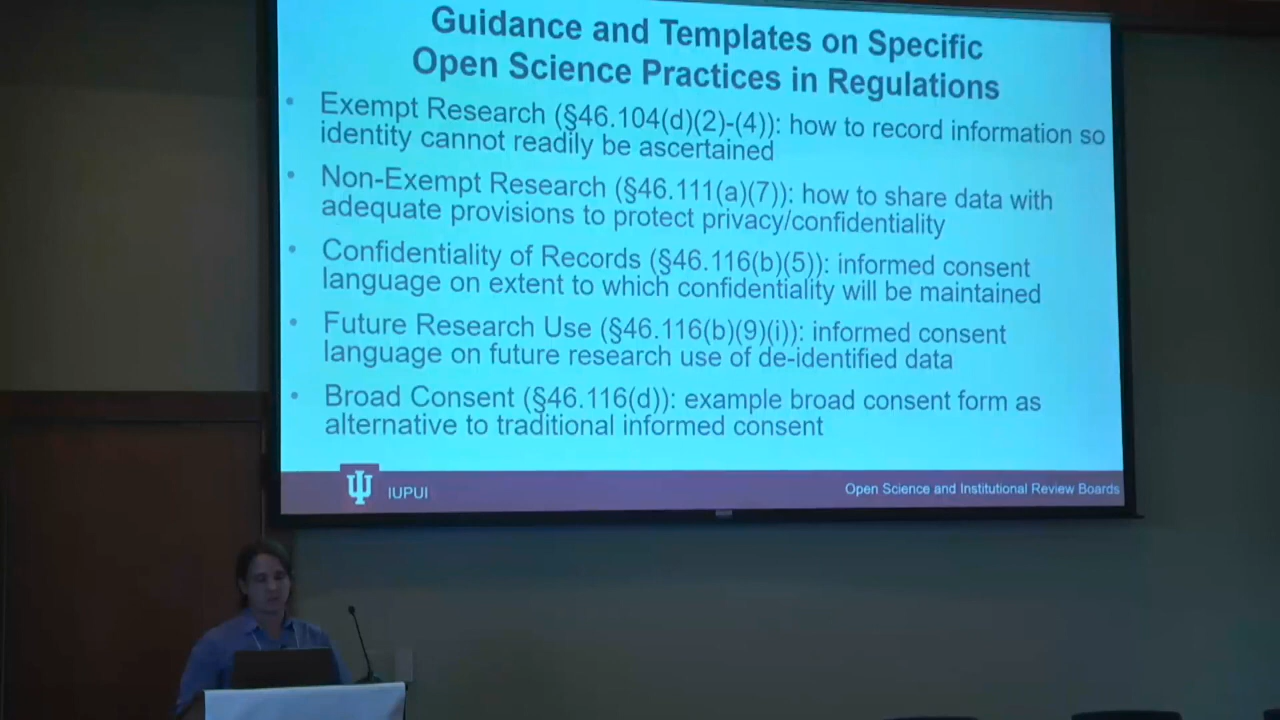 Guidance and Templates on Specific
Open Science Practices in Regulations
• Exempt Research (§46.104(d)(2)-(4)): how to record information so
identity cannot readily be ascertained
• Non-Exempt Research (§46.111(a)(7)): how to share data with
adequate provisions to protect privacy/confidentiality
• Confidentiality of Records (§46.116(b)(5)): informed consent
language on extent to which confidentiality will be maintained
• Future Research Use (§46.116(b)(9)(i)): informed consent
language on future research use of de-identified data
• Broad Consent (§46.116(d)): example broad consent form as
alternative to traditional informed consent
IUPUI
Open Science and Institutional Review Boards